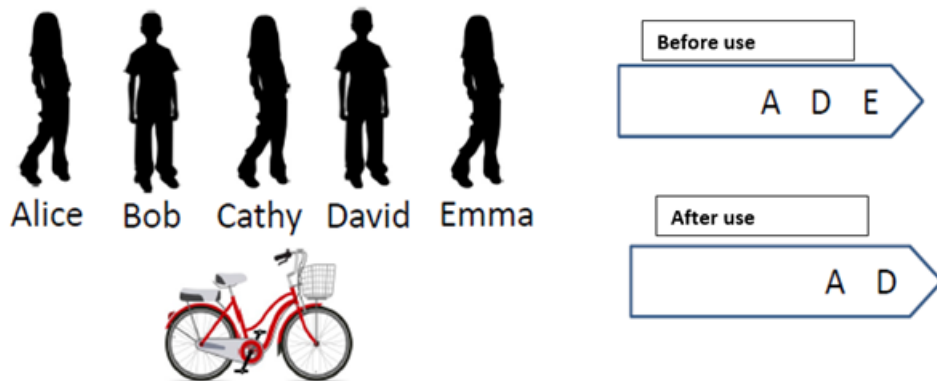 Before use
A D E
Alice Bob Cathy David Emma
After use
A D